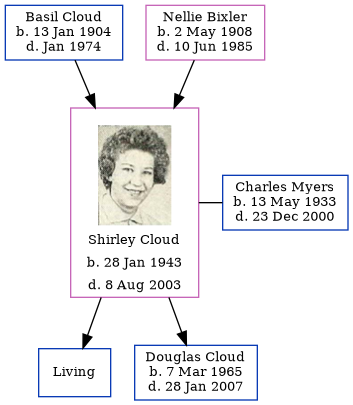 Basil Cloud
b. 13 Jan 1904
d. Jan 1974
Nellie Bixler
b. 2 May 1908
d. 10 Jun 1985
Shirley Cloud
b. 28 Jan 1943
d. 8 Aug 2003
Charles Myers
b. 13 May 1933
d. 23 Dec 2000
Living
Douglas Cloud
b. 7 Mar 1965
d. 28 Jan 2007